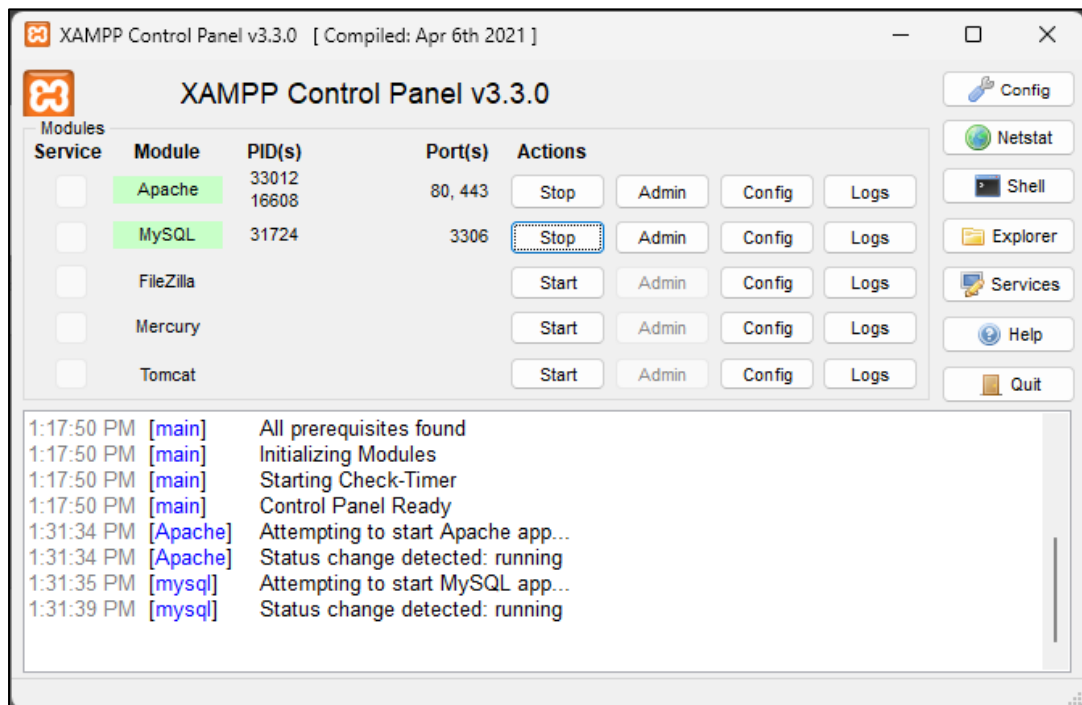 XAMPP Control Panel v3.3.0 [ Compiled: Apr 6th 2021 ]
XAMPP Control Panel v3.3.0
Config
Modules
Service Module PID(s) Port(s) Actions
Netstat
Apache 33012 16608 80, 443 Stop Admin Config Logs
Shell
MySQL 31724 3306 Stop Admin Config Logs
Explorer
FileZilla Start Admin Config Logs
Services
Mercury Start Admin Config Logs
Help
Tomcat Start Admin Config Logs
Quit
1:17:50 PM [main] All prerequisites found
1:17:50 PM [main] Initializing Modules
1:17:50 PM [main] Starting Check-Timer
1:17:50 PM [main] Control Panel Ready
1:31:34 PM [Apache] Attempting to start Apache app...
1:31:34 PM [Apache] Status change detected: running
1:31:35 PM [mysql] Attempting to start MySQL app...
1:31:39 PM [mysql] Status change detected: running